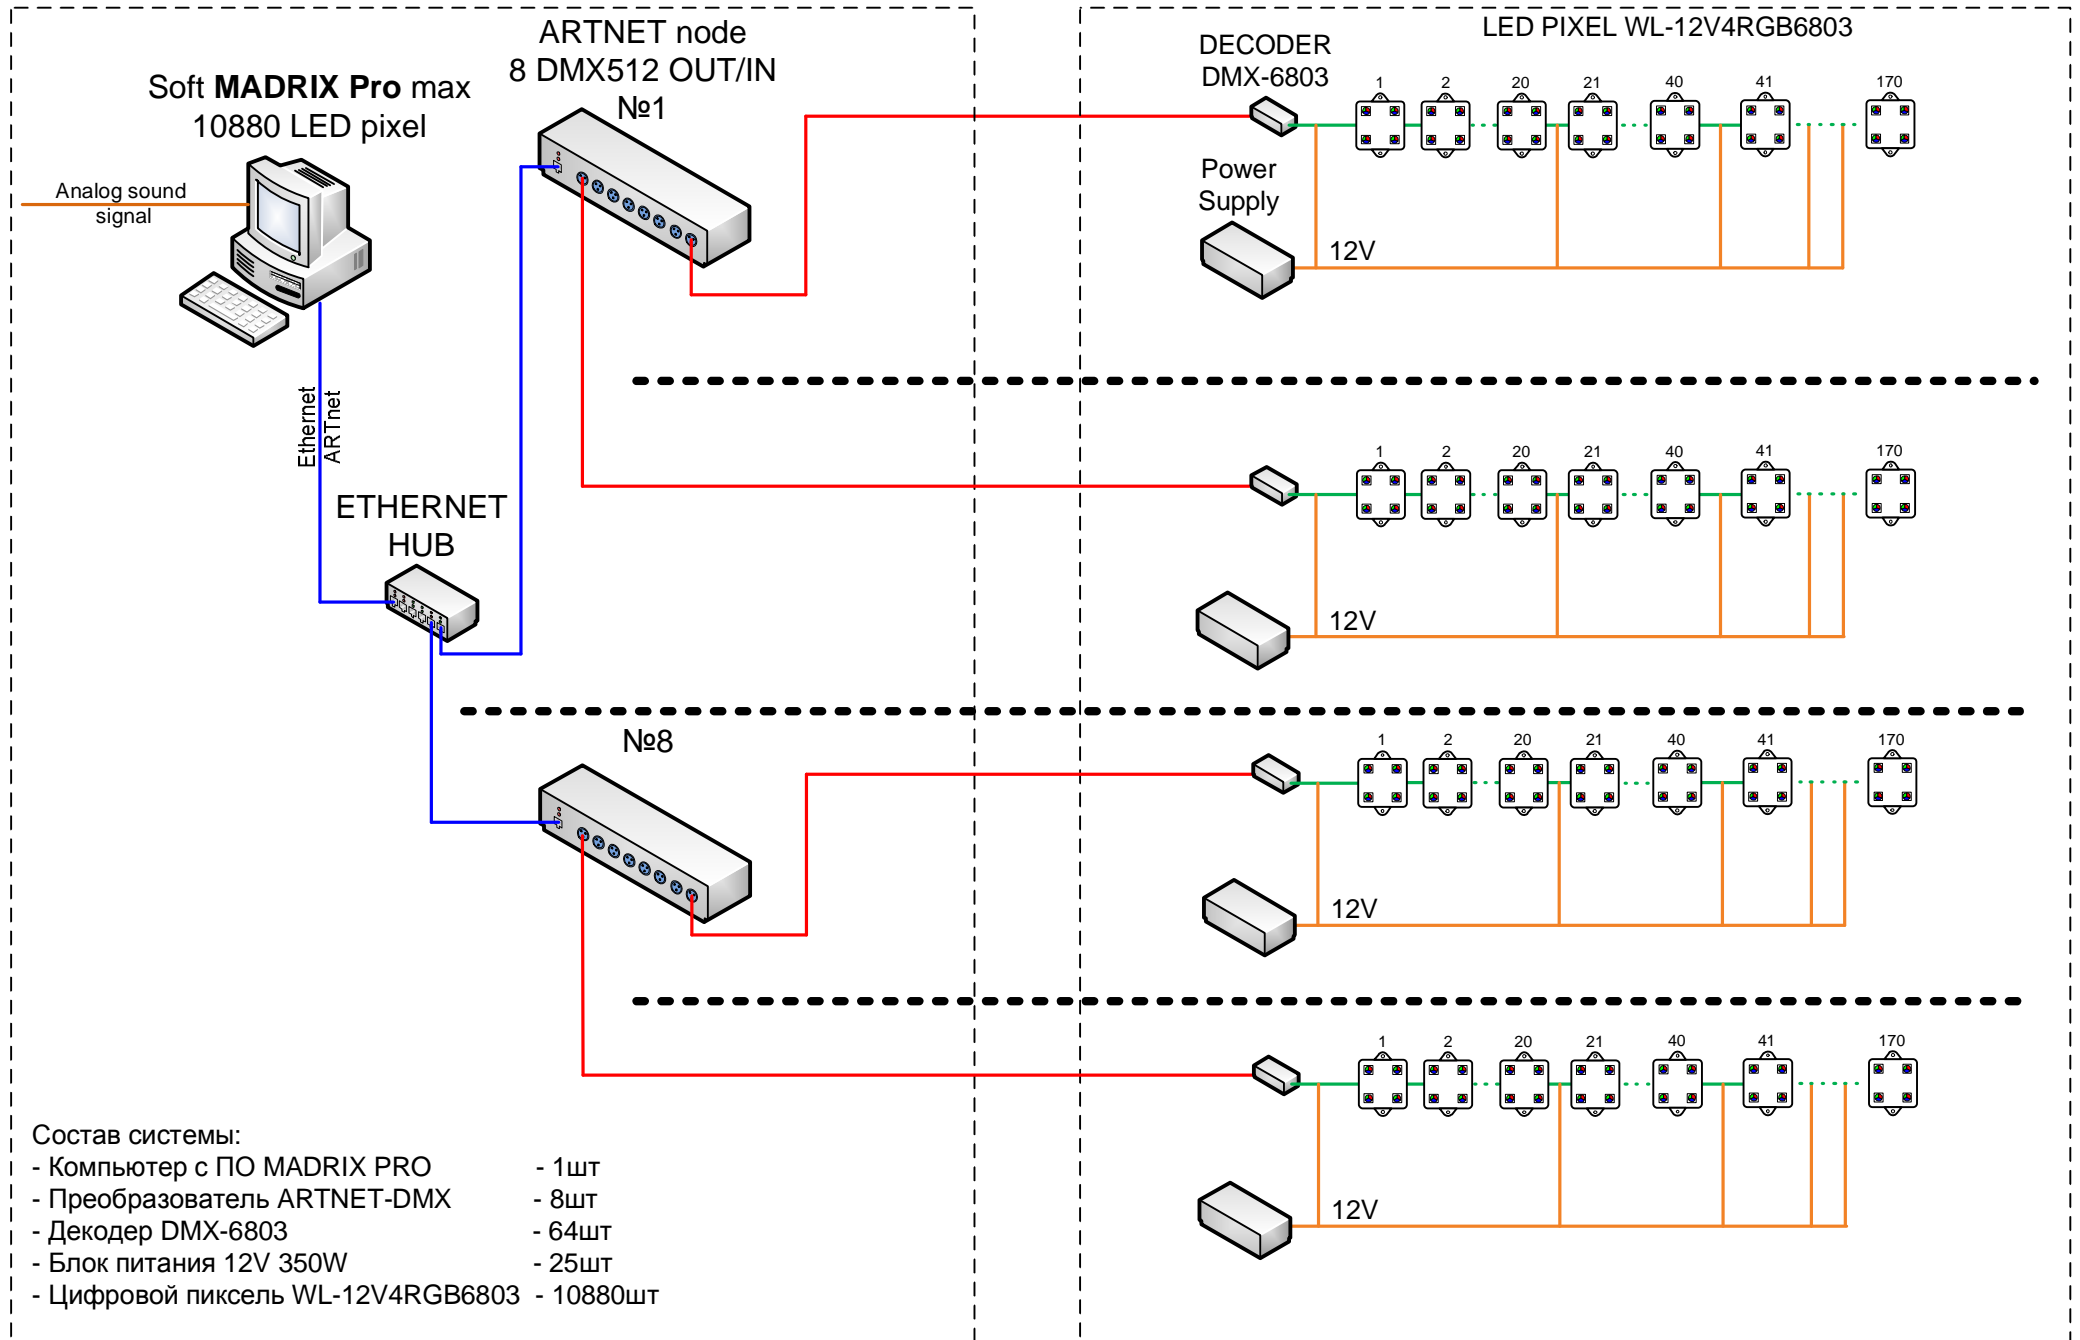 Soft MADRIX Pro max
10880 LED pixel
Analog sound
signal
Ethernet
ARTnet
ETHERNET
HUB
ARTNET node
8 DMX512 OUT/IN
№1
№8
LED PIXEL WL-12V4RGB6803
DECODER
DMX-6803
1 2 20 21 40 41 170
Power
Supply
12V
1 2 20 21 40 41 170
12V
1 2 20 21 40 41 170
12V
1 2 20 21 40 41 170
12V
Состав системы:
- Компьютер с ПО MADRIX PRO - 1шт
- Преобразователь ARTNET-DMX - 8шт
- Декодер DMX-6803 - 64шт
- Блок питания 12V 350W - 25шт
- Цифровой пиксель WL-12V4RGB6803 - 10880шт